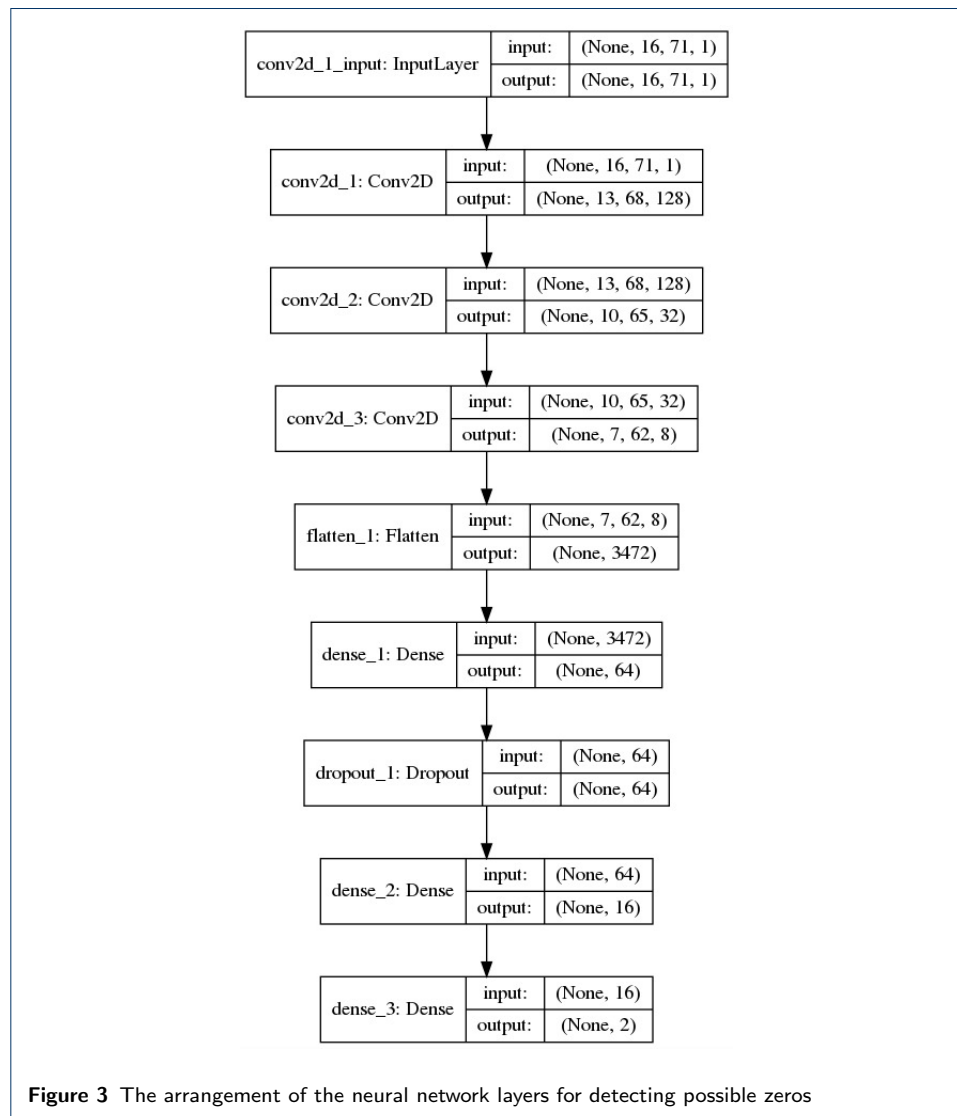 conv2d_1_input: InputLayer
input: (None, 16, 71, 1)
output: (None, 16, 71, 1)
conv2d_1: Conv2D
input: (None, 16, 71, 1)
output: (None, 13, 68, 128)
conv2d_2: Conv2D
input: (None, 13, 68, 128)
output: (None, 10, 65, 32)
conv2d_3: Conv2D
input: (None, 10, 65, 32)
output: (None, 7, 62, 8)
flatten_1: Flatten
input: (None, 7, 62, 8)
output: (None, 3472)
dense_1: Dense
input: (None, 3472)
output: (None, 64)
dropout_1: Dropout
input: (None, 64)
output: (None, 64)
dense_2: Dense
input: (None, 64)
output: (None, 16)
dense_3: Dense
input: (None, 16)
output: (None, 2)
Figure 3 The arrangement of the neural network layers for detecting possible zeros